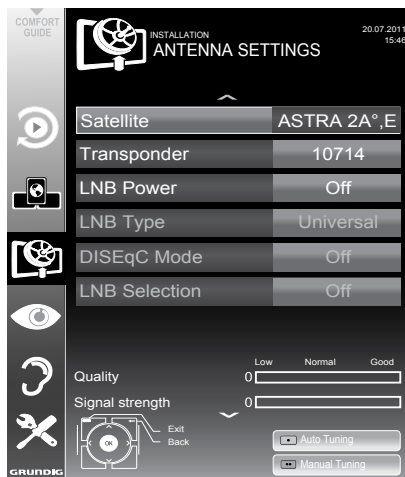 COMFORT
GUIDE
INSTALLATION
ANTENNA SETTINGS
20.07.2011
15:46
Satellite ASTRA 2A°,E
Transponder 10714
LNB Power Off
LNB Type Universal
DISEqC Mode Off
LNB Selection Off
Low Normal Good
Quality 0
Signal strength 0
Exit
Back
OK
Auto Tuning
Manual Tuning
GRUNDIG